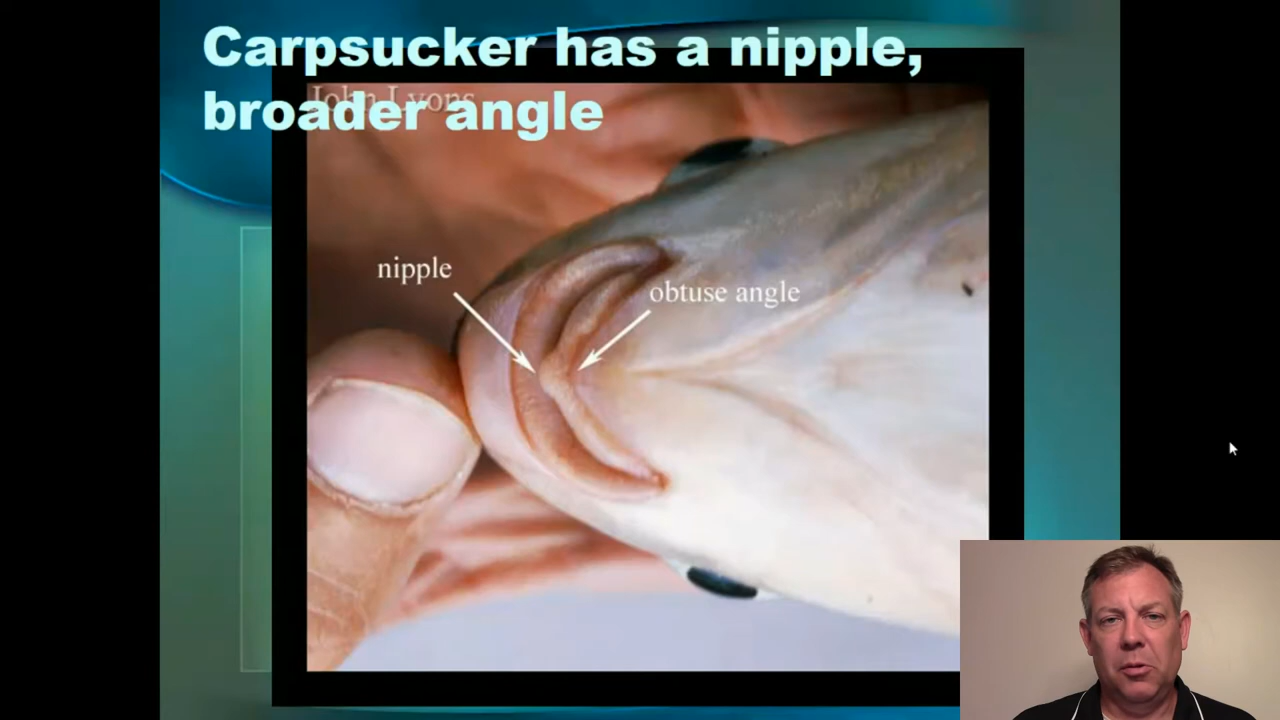 Carpsucker has a nipple,
John Lyons
broader angle
nipple
obtuse angle